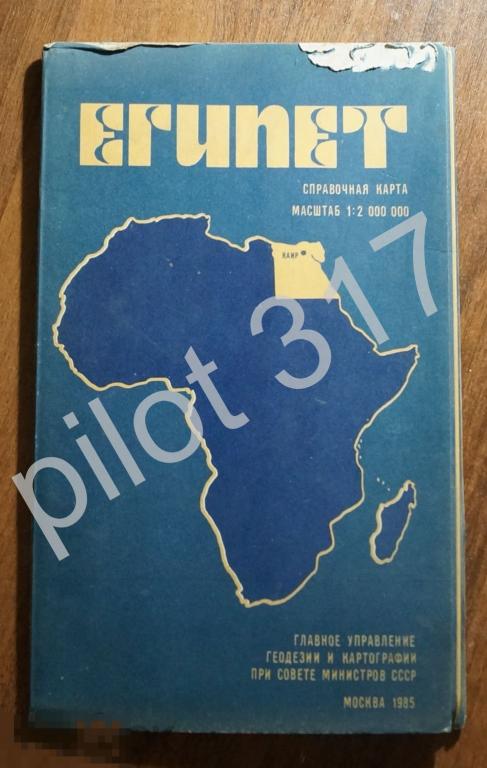 ЕГИПЕТ
СПРАВОЧНАЯ КАРТА
МАСШТАБ 1:2 000 000
КАИР
pilot 317
ГЛАВНОЕ УПРАВЛЕНИЕ
ГЕОДЕЗИИ И КАРТОГРАФИИ
ПРИ СОВЕТЕ МИНИСТРОВ СССР
МОСКВА 1985